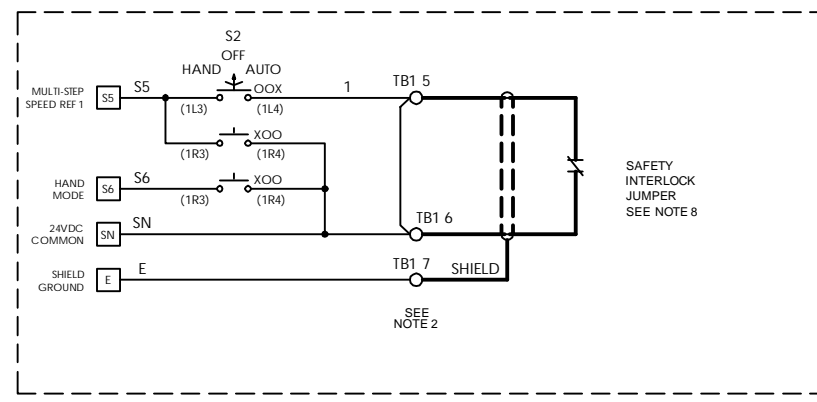 S2
OFF
HAND AUTO
MULTI-STEP
SPEED REF 1
S5
S5
OOX
1
TB1 5
(1L3)
(1L4)
XOO
(1R3)
(1R4)
HAND
MODE
S6
S6
XOO
(1R3)
(1R4)
SAFETY
INTERLOCK
JUMPER
SEE NOTE 8
24VDC
COMMON
SN
SN
TB1 6
SHIELD
GROUND
E
E
TB1 7
SHIELD
SEE
NOTE 2